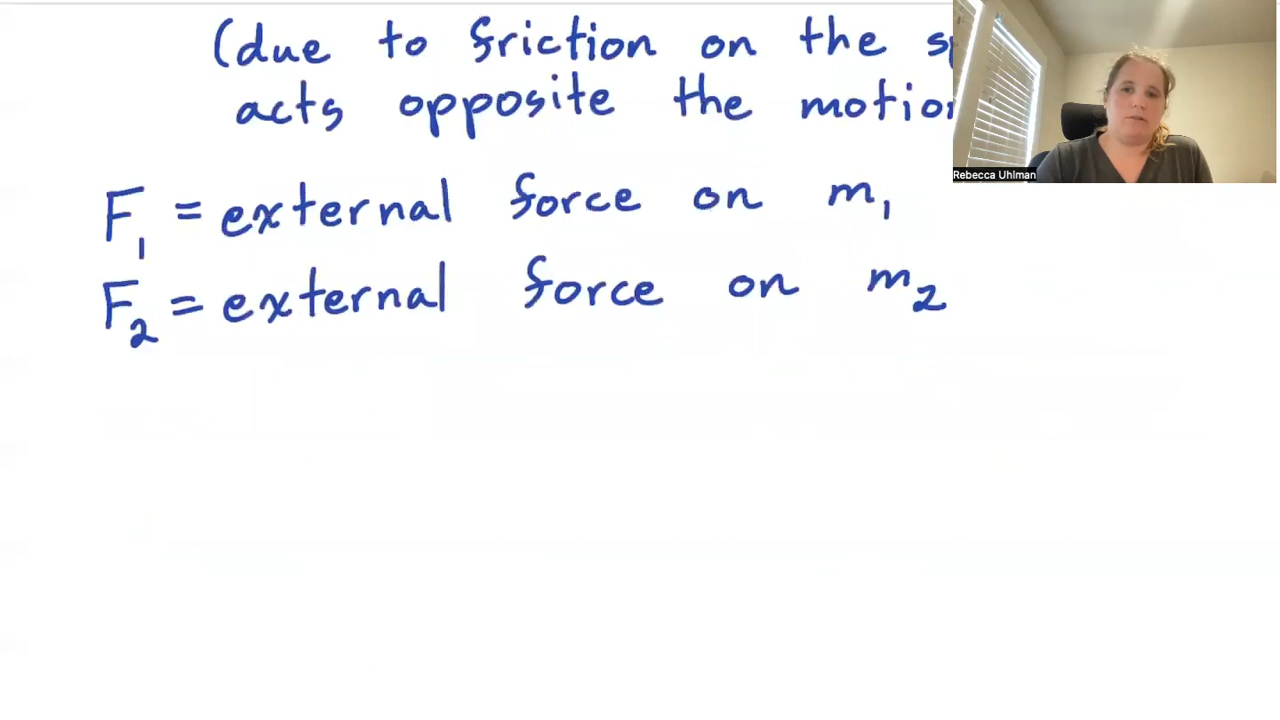 (due to friction on the
acts opposite the
Rebecca Uhlman
F₁ = external force on m₁
F₂ = external force on m₂